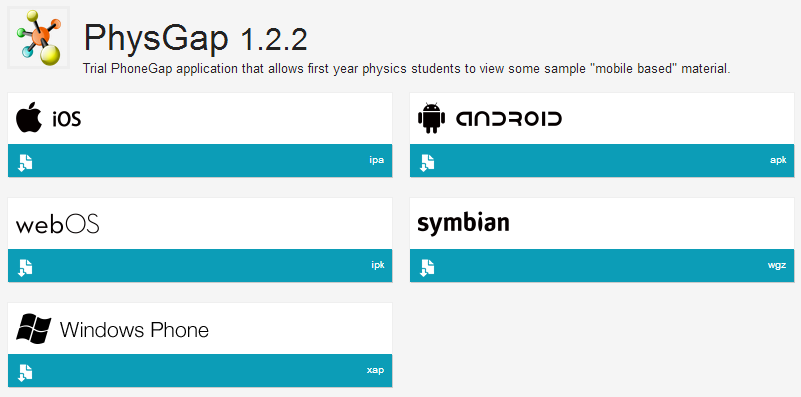 PhysGap 1.2.2
Trial PhoneGap application that allows first year physics students to view some sample "mobile based" material.
iOS
ipa
android
apk
webOS
ipk
symbian
wgz
Windows Phone
xap